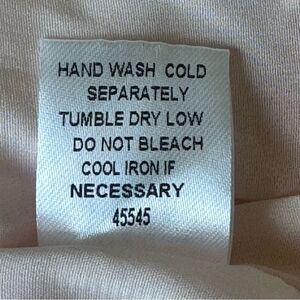 HAND WASH COLD
SEPARATELY
TUMBLE DRY LOW
DO NOT BLEACH
COOL IRON IF
NECESSARY
45545